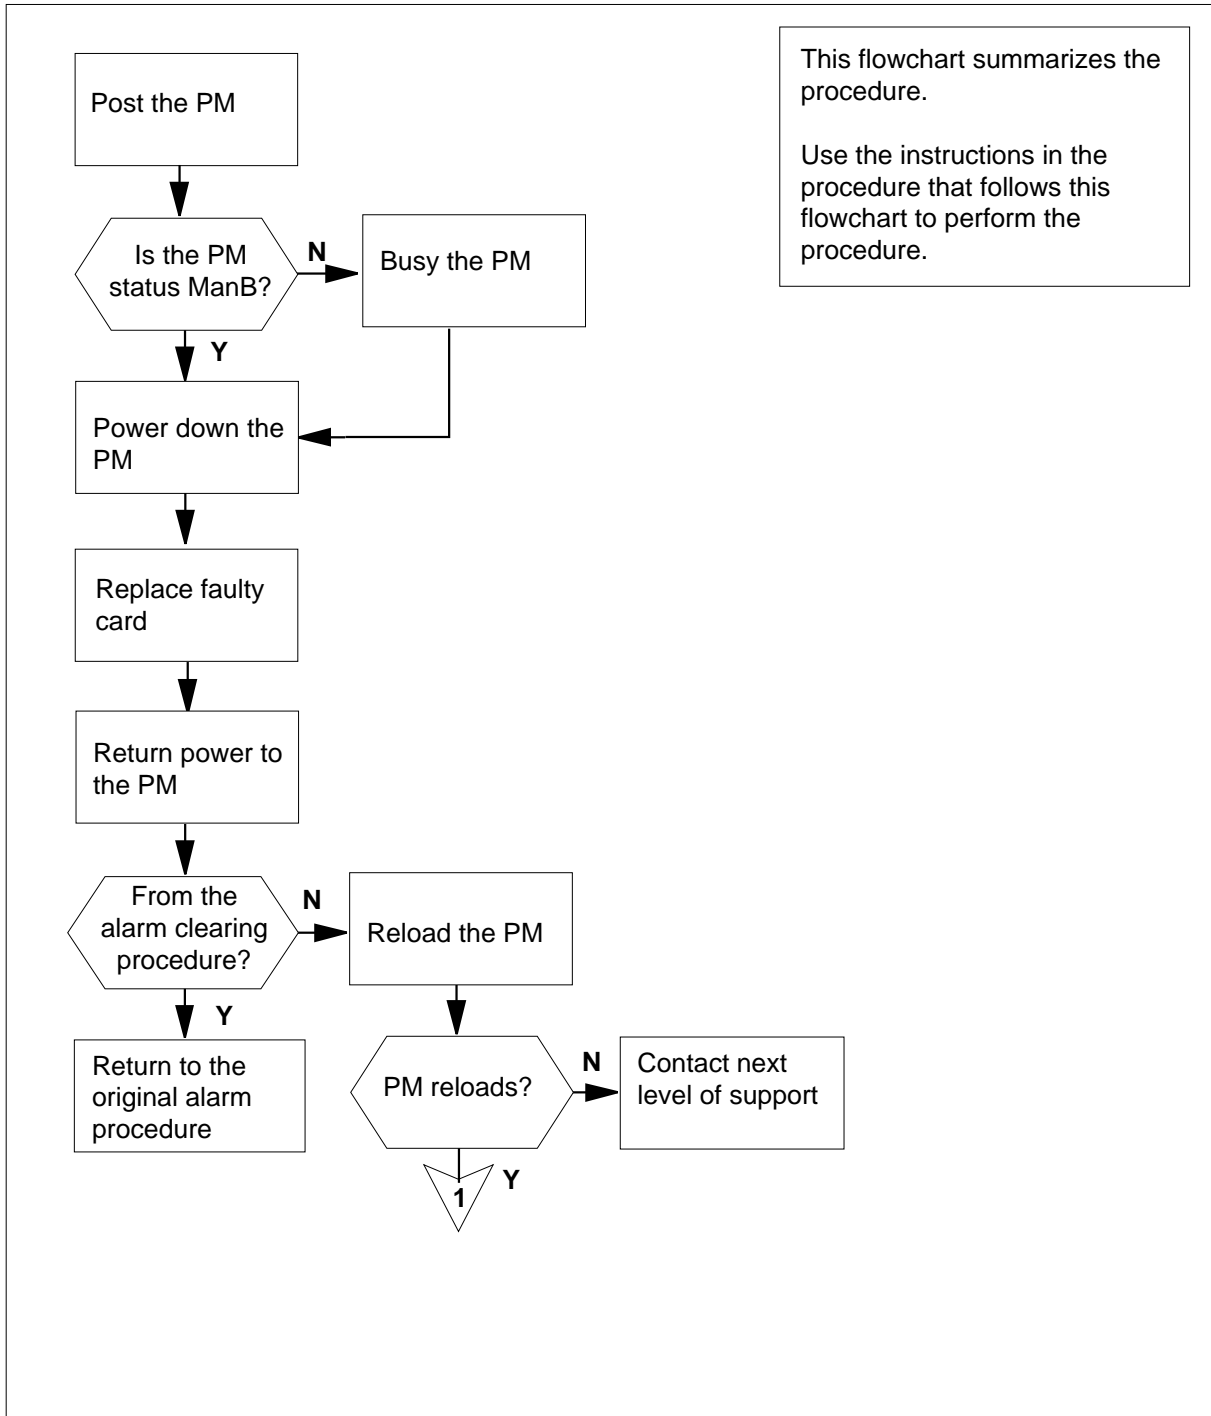 Post the PM
This flowchart summarizes the
procedure.
Use the instructions in the
procedure that follows this
flowchart to perform the
procedure.
Is the PM
status ManB?
N
Busy the PM
Y
Power down the
PM
Replace faulty
card
Return power to
the PM
From the
alarm clearing
procedure?
N
Reload the PM
Y
Return to the
original alarm
procedure
PM reloads?
N
Contact next
level of support
Y
1